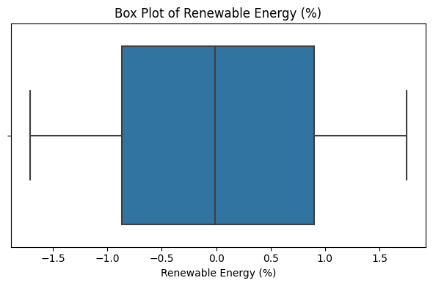 Box Plot of Renewable Energy (%)
−1.5 −1.0 −0.5 0.0 0.5 1.0 1.5
Renewable Energy (%)